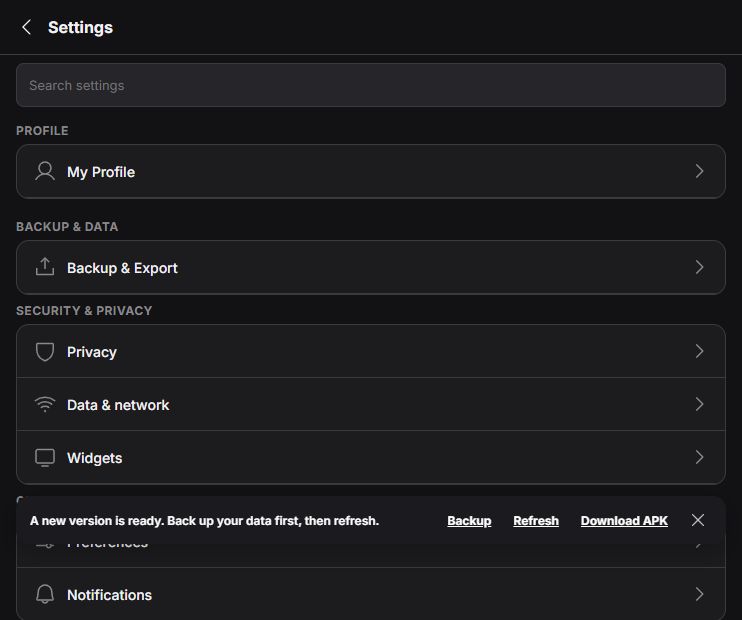 Settings
Search settings
PROFILE
My Profile
BACKUP & DATA
Backup & Export
SECURITY & PRIVACY
Privacy
Data & network
Widgets
A new version is ready. Back up your data first, then refresh. Backup Refresh Download APK
Preferences
Notifications